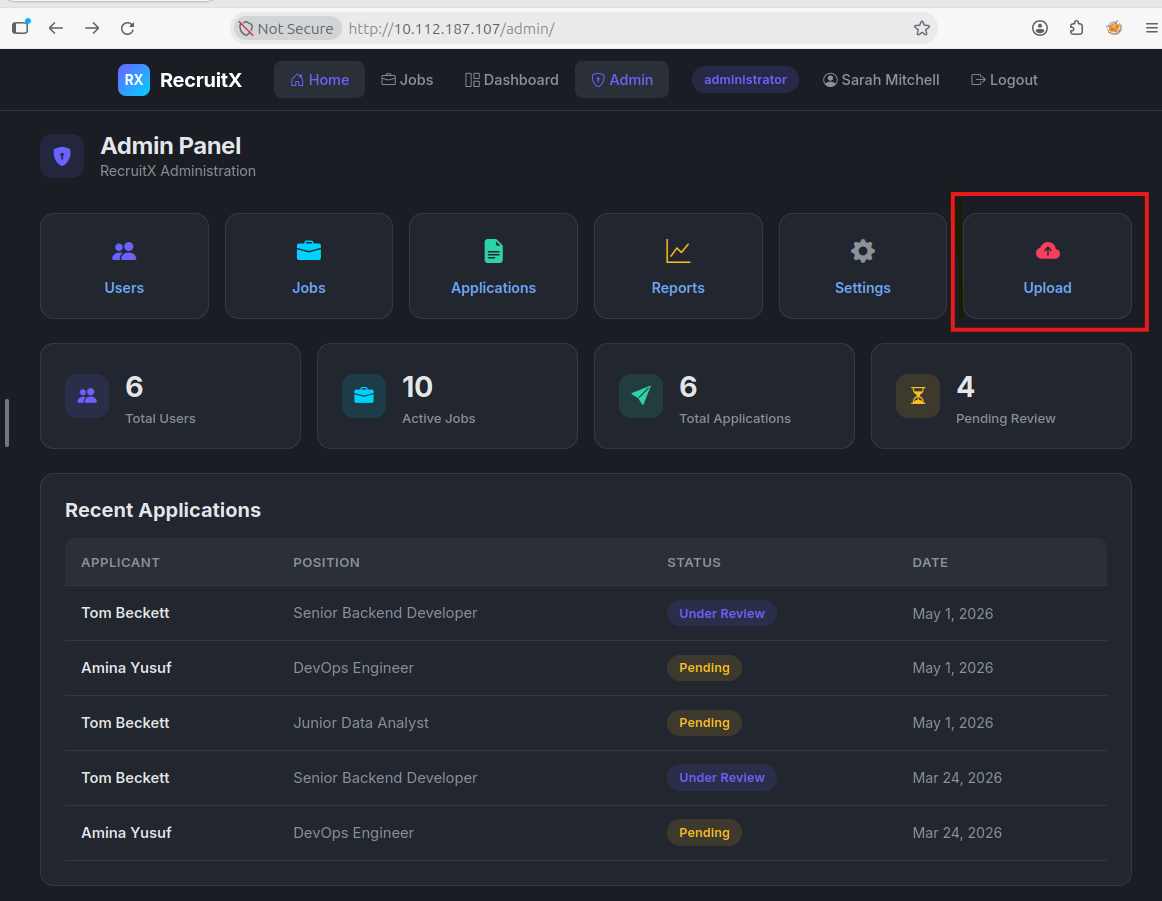 Not Secure http://10.112.187.107/admin/
RX RecruitX Home Jobs Dashboard Admin administrator Sarah Mitchell Logout
Admin Panel
RecruitX Administration
Users Jobs Applications Reports Settings Upload
6 Total Users
10 Active Jobs
6 Total Applications
4 Pending Review
Recent Applications
APPLICANT POSITION STATUS DATE
Tom Beckett Senior Backend Developer Under Review May 1, 2026
Amina Yusuf DevOps Engineer Pending May 1, 2026
Tom Beckett Junior Data Analyst Pending May 1, 2026
Tom Beckett Senior Backend Developer Under Review Mar 24, 2026
Amina Yusuf DevOps Engineer Pending Mar 24, 2026